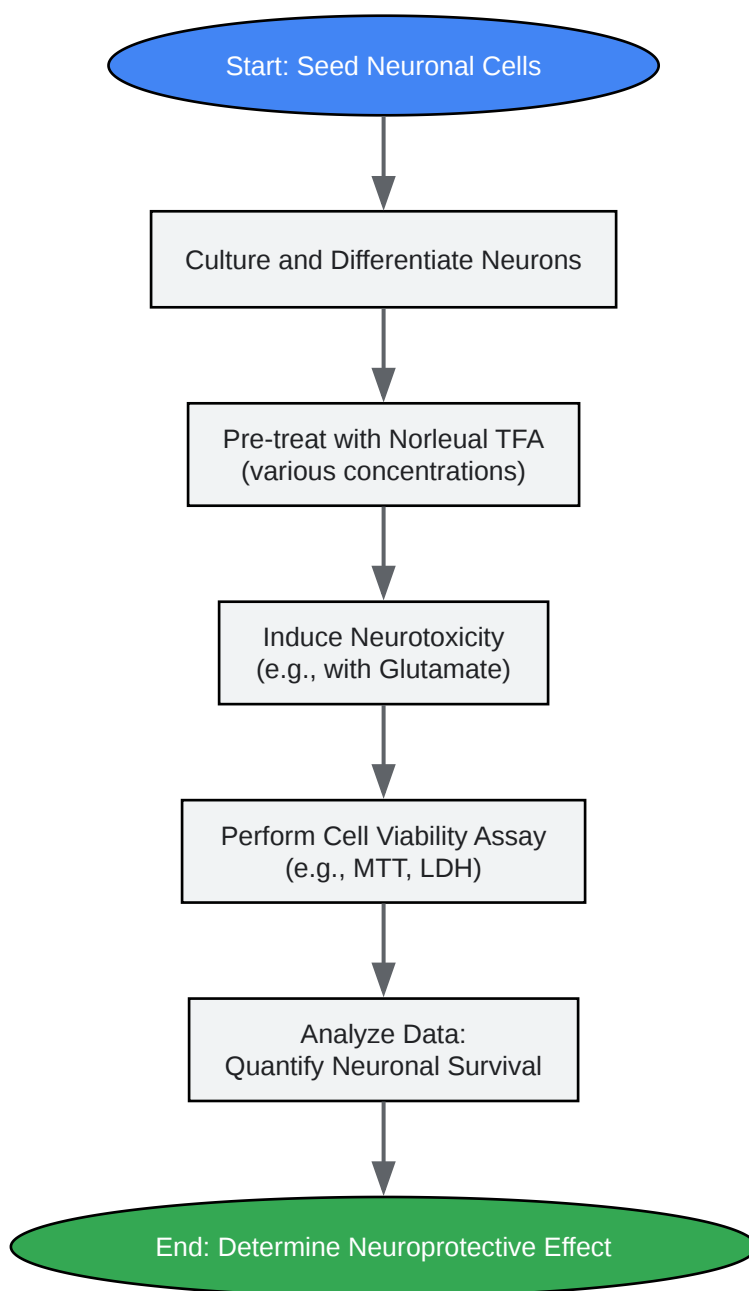 Start: Seed Neuronal Cells
Culture and Differentiate Neurons
Pre-treat with Norleual TFA
(various concentrations)
Induce Neurotoxicity
(e.g., with Glutamate)
Perform Cell Viability Assay
(e.g., MTT, LDH)
Analyze Data:
Quantify Neuronal Survival
End: Determine Neuroprotective Effect